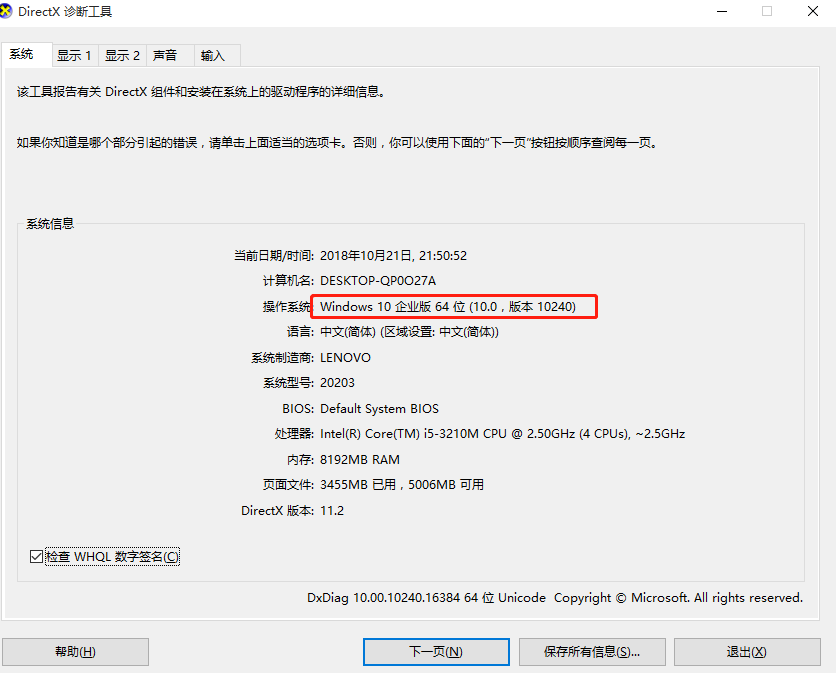 DirectX 诊断工具
系统 显示 1 显示 2 声音 输入
该工具报告有关 DirectX 组件和安装在系统上的驱动程序的详细信息。
如果你知道是哪个部分引起的错误，请单击上面适当的选项卡。否则，你可以使用下面的"下一页"按钮按顺序查阅每一页。
系统信息
当前日期/时间: 2018年10月21日, 21:50:52
计算机名: DESKTOP-QP0O27A
操作系统: Windows 10 企业版 64 位 (10.0，版本 10240)
语言: 中文(简体) (区域设置: 中文(简体))
系统制造商: LENOVO
系统型号: 20203
BIOS: Default System BIOS
处理器: Intel(R) Core(TM) i5-3210M CPU @ 2.50GHz (4 CPUs), ~2.5GHz
内存: 8192MB RAM
页面文件: 3455MB 已用，5006MB 可用
DirectX 版本: 11.2
检查 WHQL 数字签名(C)
DxDiag 10.00.10240.16384 64 位 Unicode Copyright © Microsoft. All rights reserved.
帮助(H) 下一页(N) 保存所有信息(S)... 退出(X)